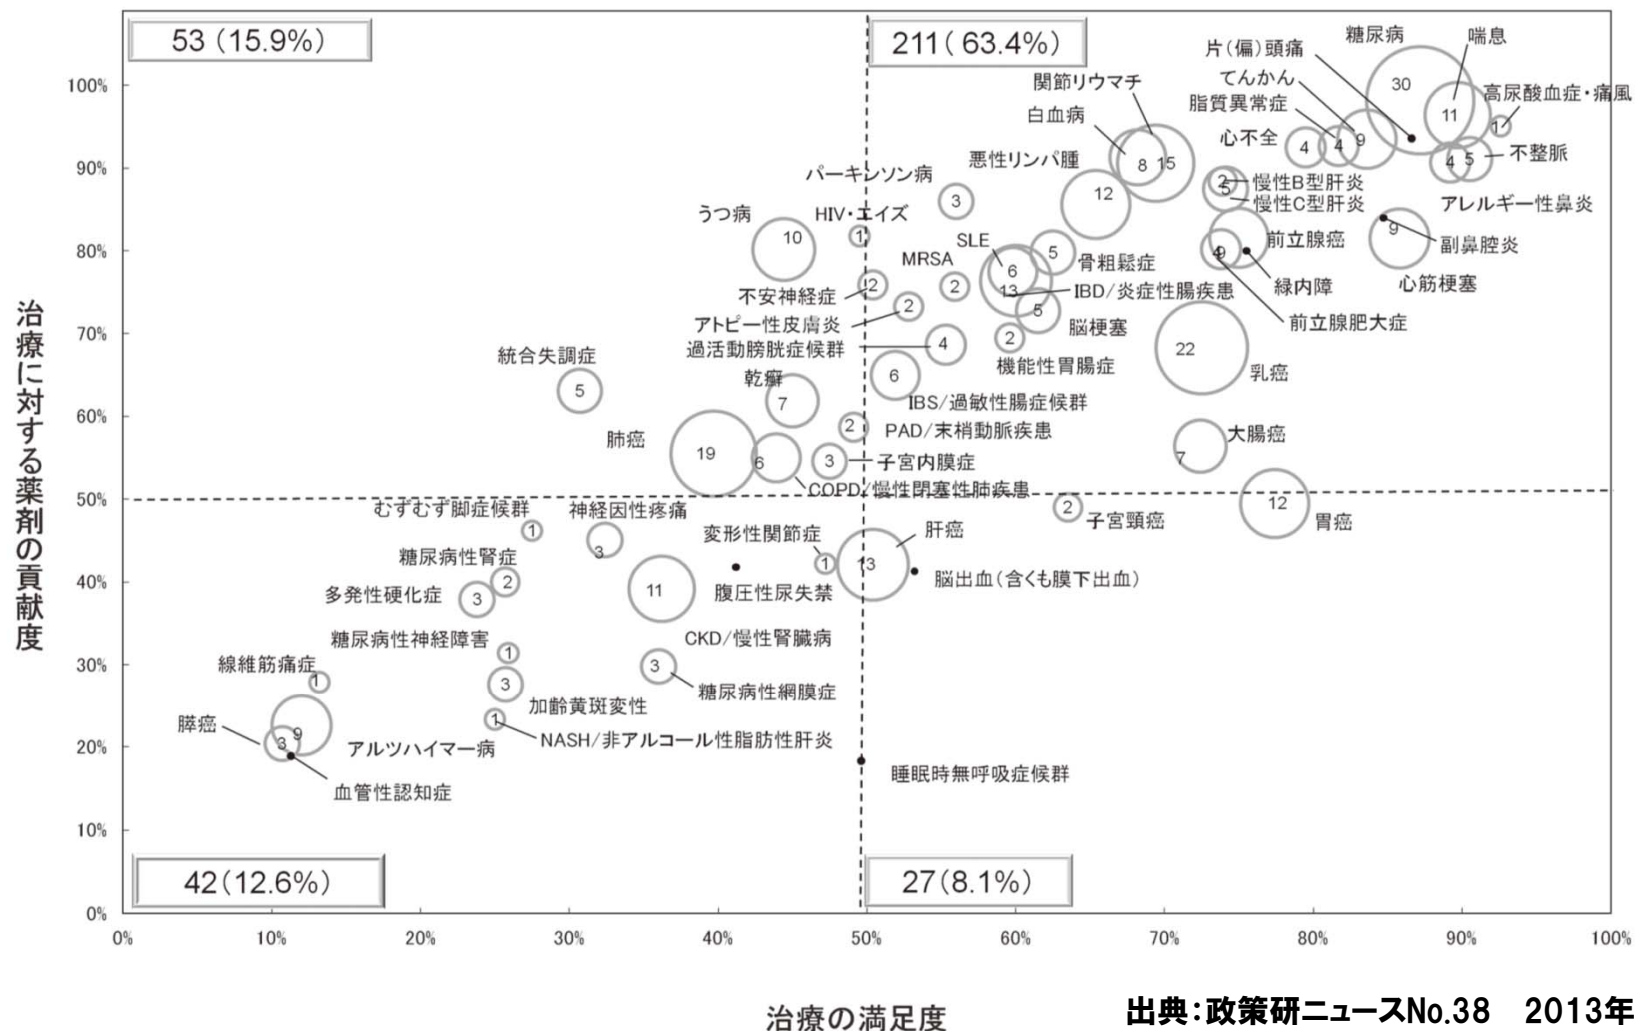 53 (15.9%)
211( 63.4%)
糖尿病
喘息
片(偏)頭痛
関節リウマチ
てんかん
100%
30
高尿酸血症・痛風
脂質異常症
白血病
11
1
心不全
4
4
9
不整脈
悪性リンパ腫
8
15
4
5
90%
パーキンソン病
2
慢性B型肝炎
5
慢性C型肝炎
12
アレルギー性鼻炎
3
うつ病
HIV・エイズ
10
1
9
副鼻腔炎
SLE
前立腺癌
80%
MRSA
5
骨粗鬆症
4
9
6
心筋梗塞
不安神経症
2
2
13
IBD/炎症性腸疾患
緑内障
アトピー性皮膚炎
2
5
脳梗塞
前立腺肥大症
70%
過活動膀胱症候群
4
2
22
統合失調症
機能性胃腸症
乳癌
乾癬
6
5
7
IBS/過敏性腸症候群
60%
2
PAD/末梢動脈疾患
大腸癌
肺癌
19
6
3
子宮内膜症
7
COPD/慢性閉塞性肺疾患
50%
むずむず脚症候群
神経因性疼痛
2
子宮頸癌
12
胃癌
1
変形性関節症
肝癌
3
糖尿病性腎症
1
13
40%
2
脳出血(含くも膜下出血)
多発性硬化症
3
11
腹圧性尿失禁
糖尿病性神経障害
1
CKD/慢性腎臓病
30%
線維筋痛症
3
1
3
糖尿病性網膜症
加齢黄斑変性
膵癌
9
1
20%
3
アルツハイマー病
NASH/非アルコール性脂肪性肝炎
血管性認知症
睡眠時無呼吸症候群
10%
42(12.6%)
27(8.1%)
0%
0%
10%
20%
30%
40%
50%
60%
70%
80%
90%
100%
治療に対する薬剤の貢献度
治療の満足度
出典:政策研ニュースNo.38 2013年